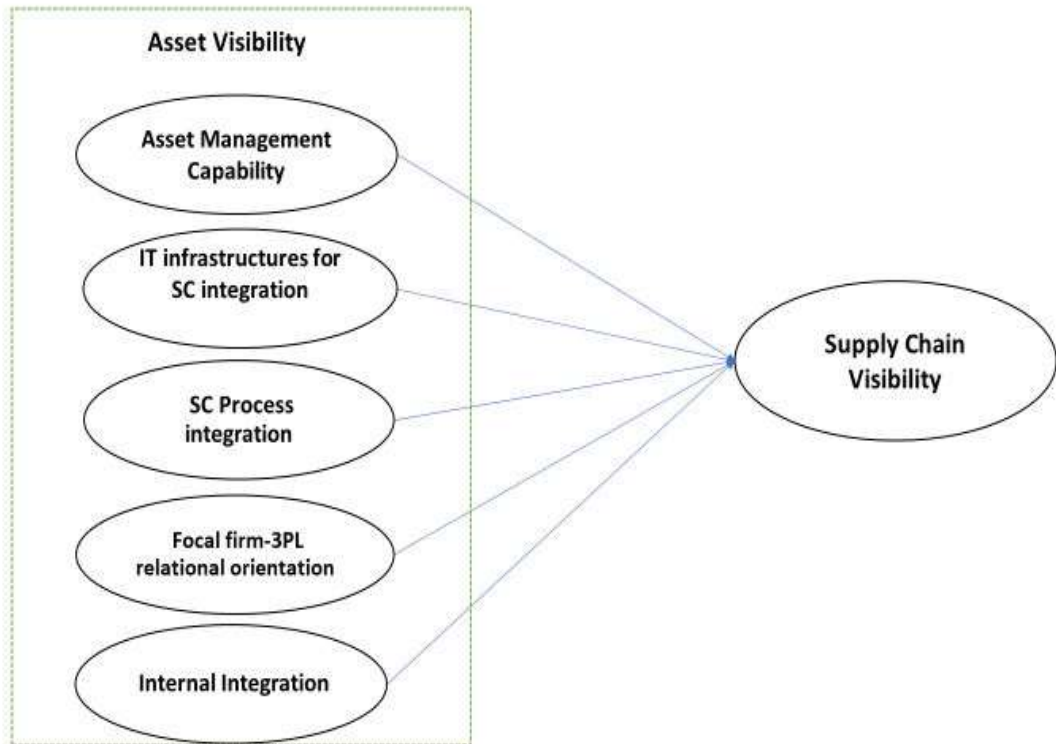 Asset Visibility
Asset Management
Capability
IT infrastructures for
SC integration
SC Process
integration
Focal firm-3PL
relational orientation
Internal Integration
Supply Chain
Visibility